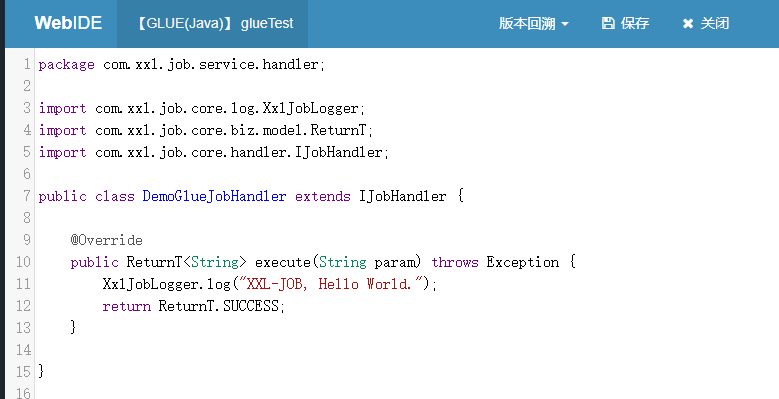 WebIDE 【GLUE(Java)】 glueTest 版本回溯 保存 关闭
1 package com.xxl.job.service.handler;
2
3 import com.xxl.job.core.log.XxlJobLogger;
4 import com.xxl.job.core.biz.model.ReturnT;
5 import com.xxl.job.core.handler.IJobHandler;
6
7 public class DemoGlueJobHandler extends IJobHandler {
8
9     @Override
10     public ReturnT<String> execute(String param) throws Exception {
11         XxlJobLogger.log("XXL-JOB, Hello World.");
12         return ReturnT.SUCCESS;
13     }
14
15 }
16